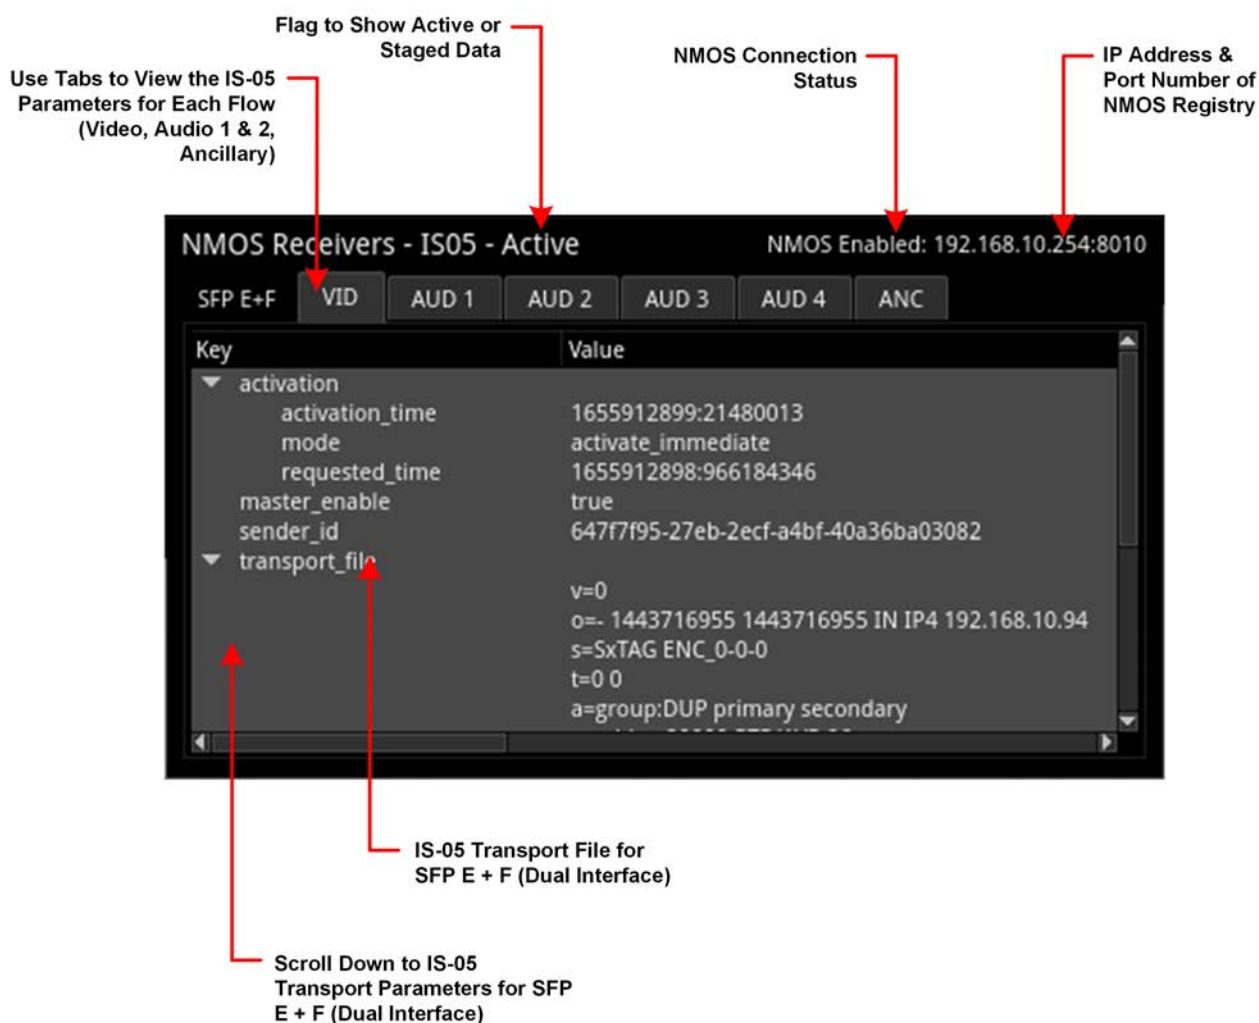 Flag to Show Active or
Staged Data
NMOS Connection
Status
IP Address &
Port Number of
NMOS Registry
Use Tabs to View the IS-05
Parameters for Each Flow
(Video, Audio 1 & 2,
Ancillary)
NMOS Receivers - IS05 - Active
NMOS Enabled: 192.168.10.254:8010
SFP E+F VID AUD 1 AUD 2 AUD 3 AUD 4 ANC
Key Value
activation
activation_time 1655912899:21480013
mode activate_immediate
requested_time 1655912898:966184346
master_enable true
sender_id 647f7f95-27eb-2ecf-a4bf-40a36ba03082
transport_file
v=0
o=- 1443716955 1443716955 IN IP4 192.168.10.94
s=SxTAG ENC_0-0-0
t=0 0
a=group:DUP primary secondary
IS-05 Transport File for
SFP E + F (Dual Interface)
Scroll Down to IS-05
Transport Parameters for SFP
E + F (Dual Interface)